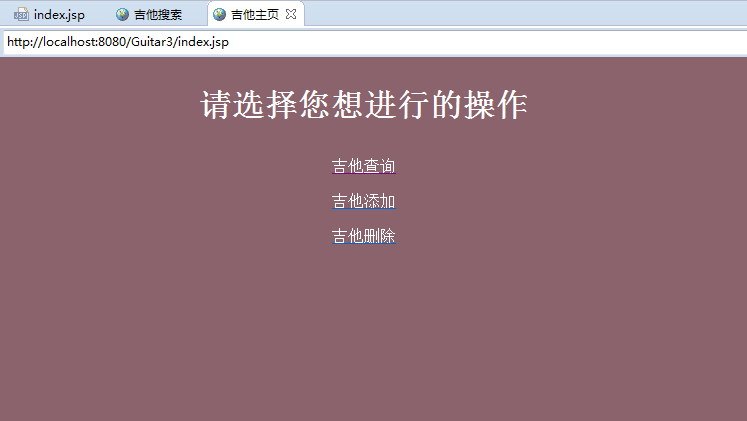 index.jsp 吉他搜索 吉他主页
http://localhost:8080/Guitar3/index.jsp
请选择您想进行的操作
吉他查询
吉他添加
吉他删除